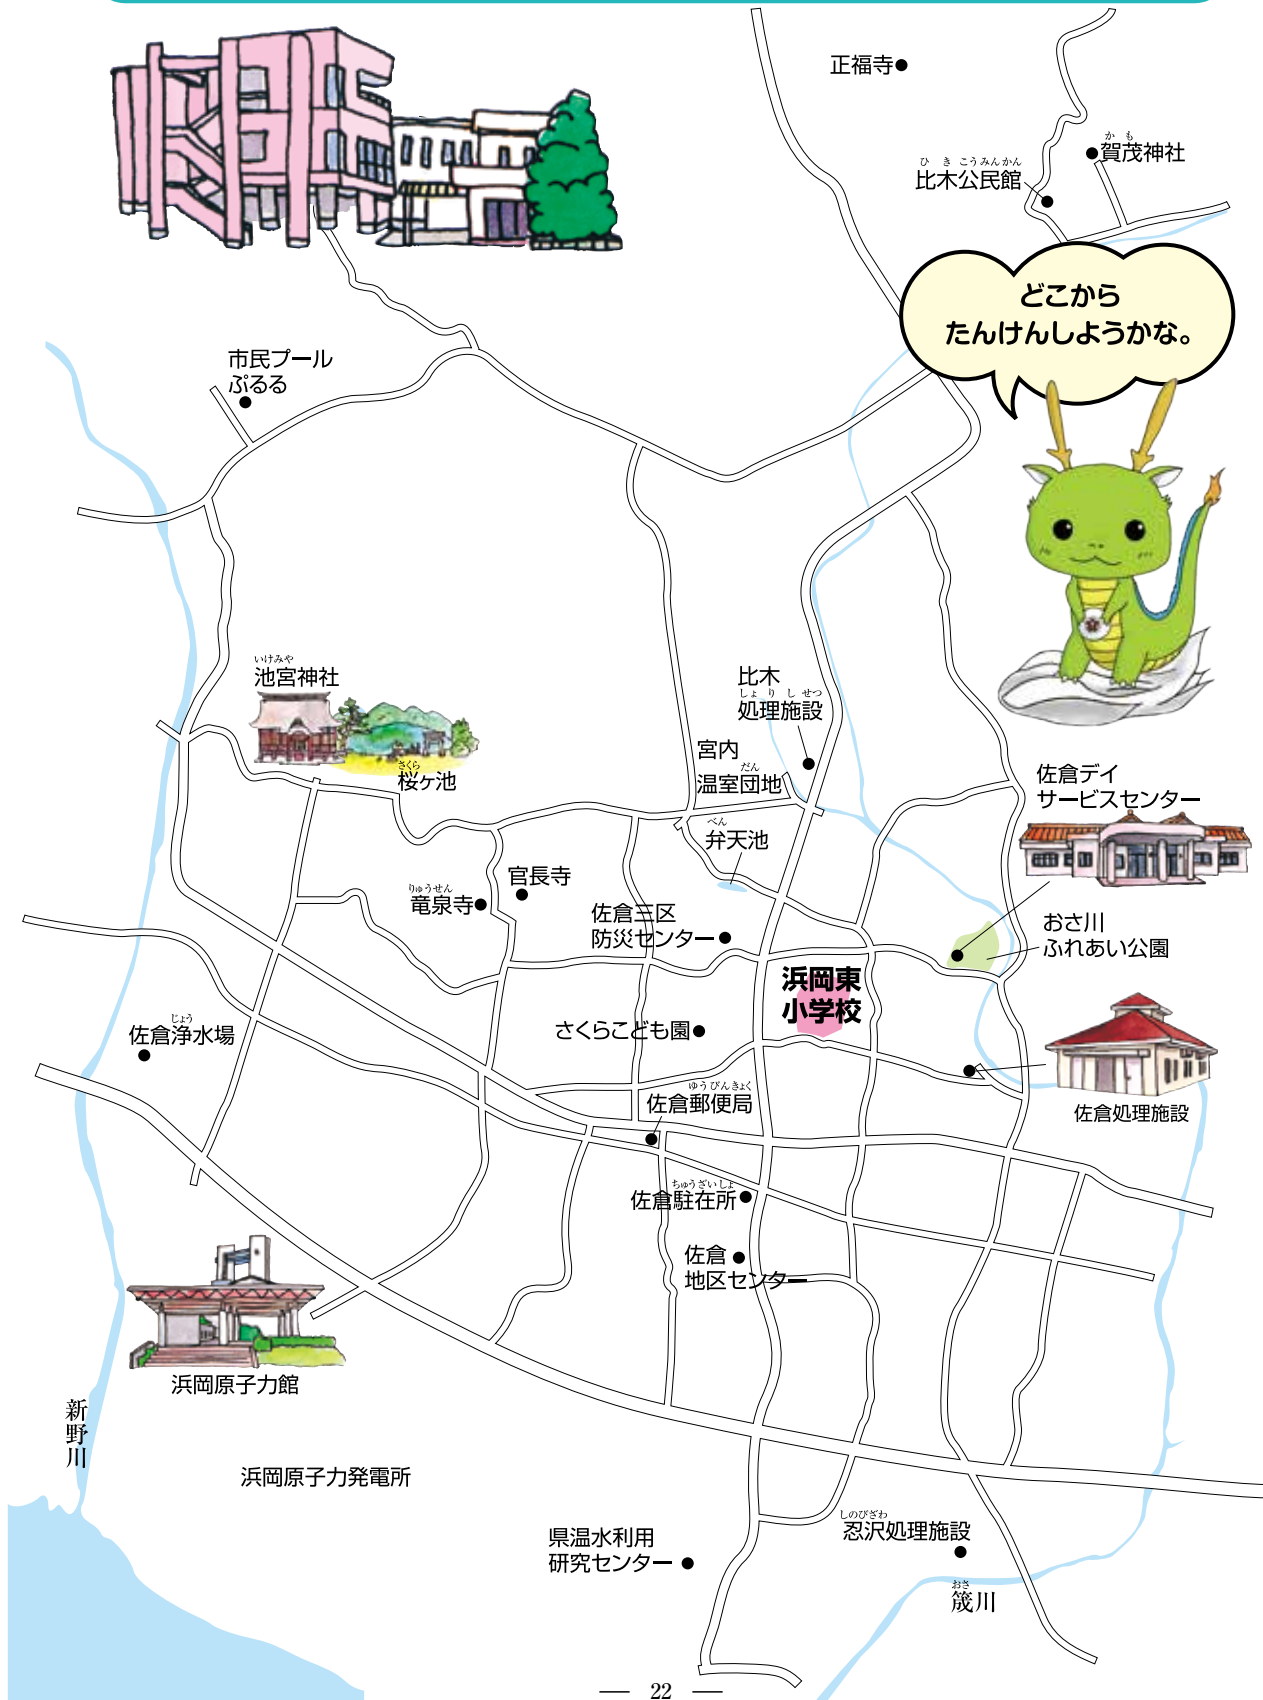 正福寺
かも
賀茂神社
ひきこうみんかん
比木公民館
どこから
たんけんしようかな。
市民プール
ぷるる
いけみや
池宮神社
さくら
桜ヶ池
比木
しょりしせつ
処理施設
宮内
だん
温室団地
べん
弁天池
佐倉デイ
サービスセンター
官長寺
りゅうせん
竜泉寺
佐倉三区
防災センター
おさ川
ふれあい公園
浜岡東
小学校
じょう
佐倉浄水場
さくらこども園
ゆうびんきょく
佐倉郵便局
佐倉処理施設
ちゅうざいしょ
佐倉駐在所
佐倉
地区センター
浜岡原子力館
新野川
浜岡原子力発電所
県温水利用
研究センター
しのびざわ
忍沢処理施設
おさ
筬川
— 22 —